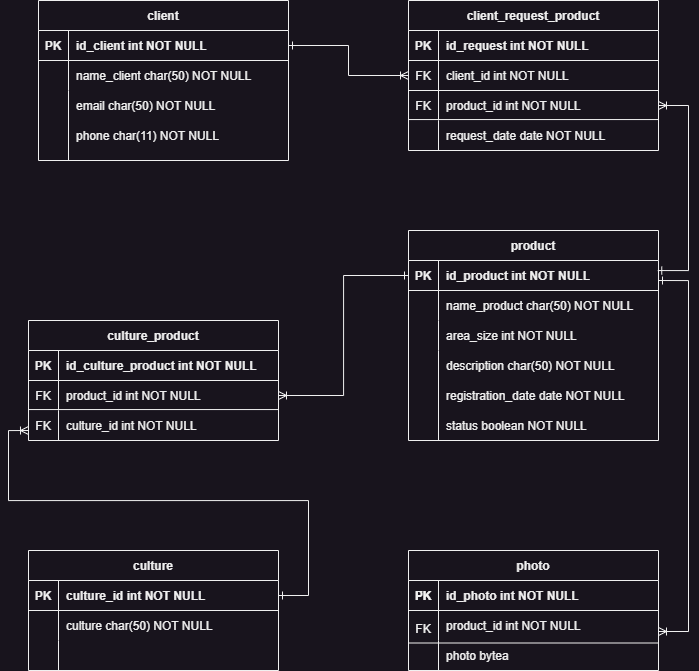 client
PK id_client int NOT NULL
name_client char(50) NOT NULL
email char(50) NOT NULL
phone char(11) NOT NULL
client_request_product
PK id_request int NOT NULL
FK client_id int NOT NULL
FK product_id int NOT NULL
request_date date NOT NULL
product
PK id_product int NOT NULL
name_product char(50) NOT NULL
area_size int NOT NULL
description char(50) NOT NULL
registration_date date NOT NULL
status boolean NOT NULL
culture_product
PK id_culture_product int NOT NULL
FK product_id int NOT NULL
FK culture_id int NOT NULL
culture
PK culture_id int NOT NULL
culture char(50) NOT NULL
photo
PK id_photo int NOT NULL
FK product_id int NOT NULL
photo bytea